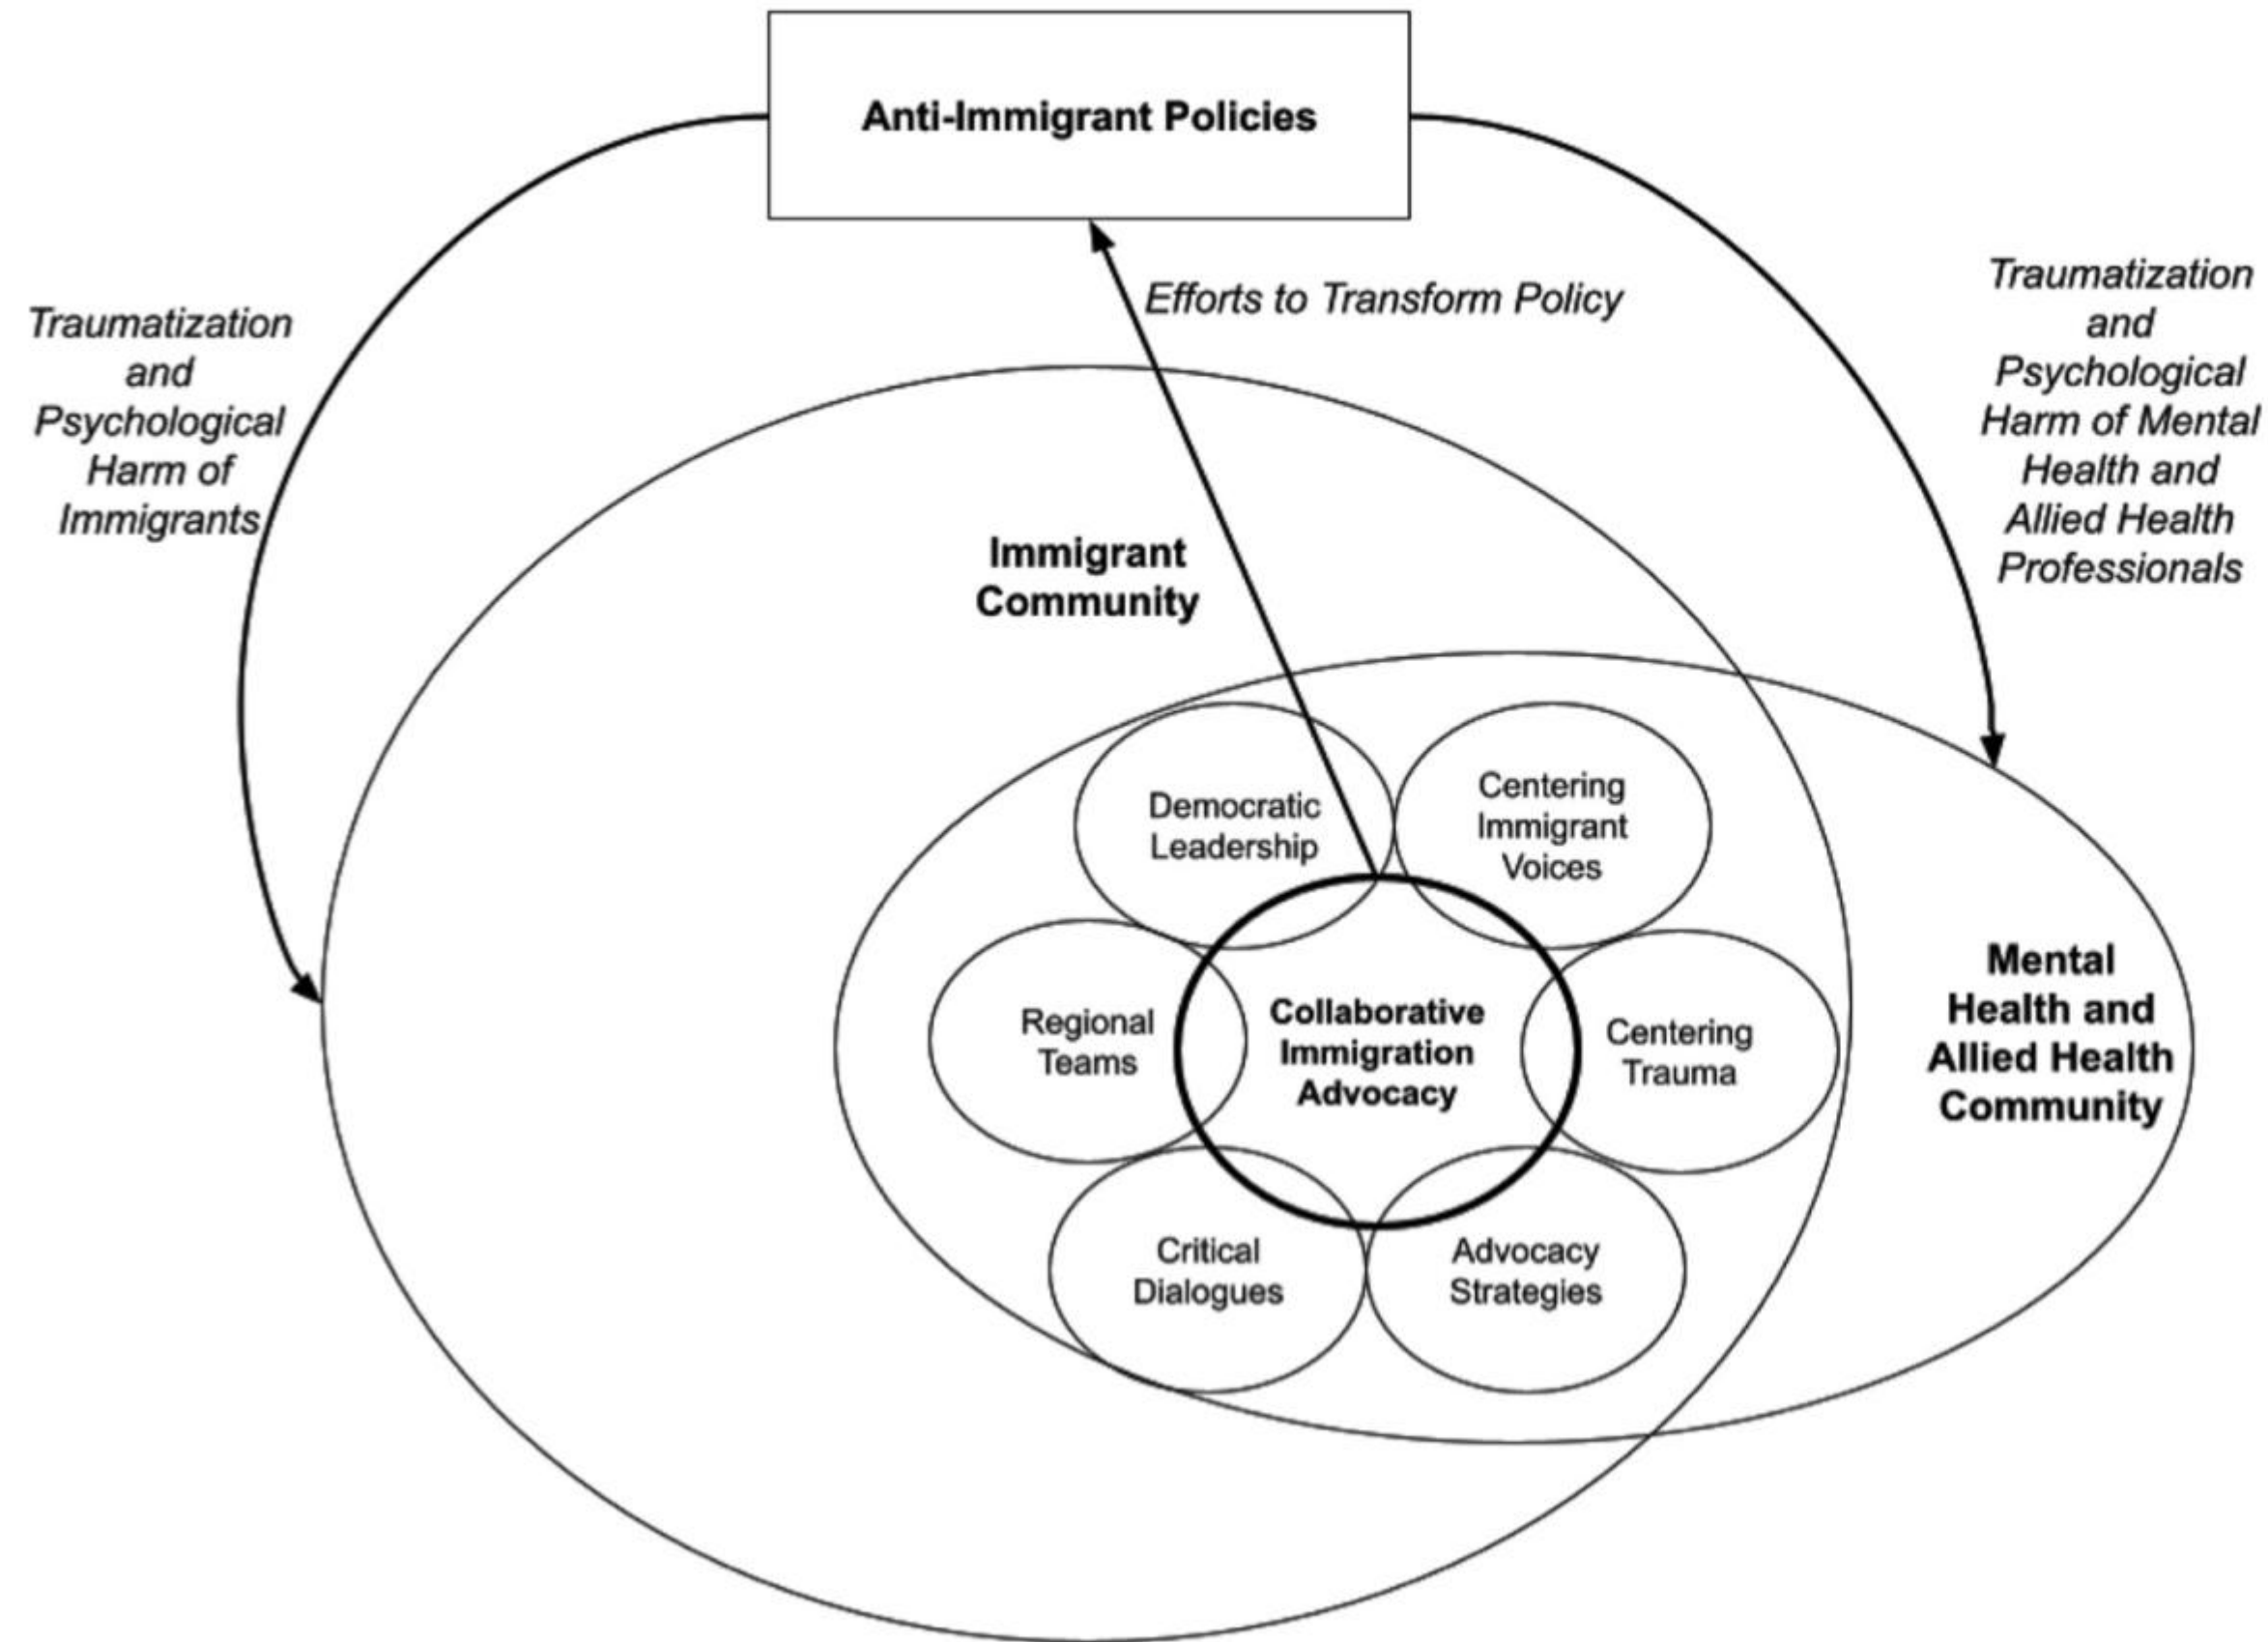 Anti-Immigrant Policies
Efforts to Transform Policy
Traumatization
and
Psychological
Harm of
Immigrants
Traumatization
and
Psychological
Harm of Mental
Health and
Allied Health
Professionals
Immigrant
Community
Democratic
Leadership
Centering
Immigrant
Voices
Regional
Teams
Collaborative
Immigration
Advocacy
Centering
Trauma
Mental
Health and
Allied Health
Community
Critical
Dialogues
Advocacy
Strategies